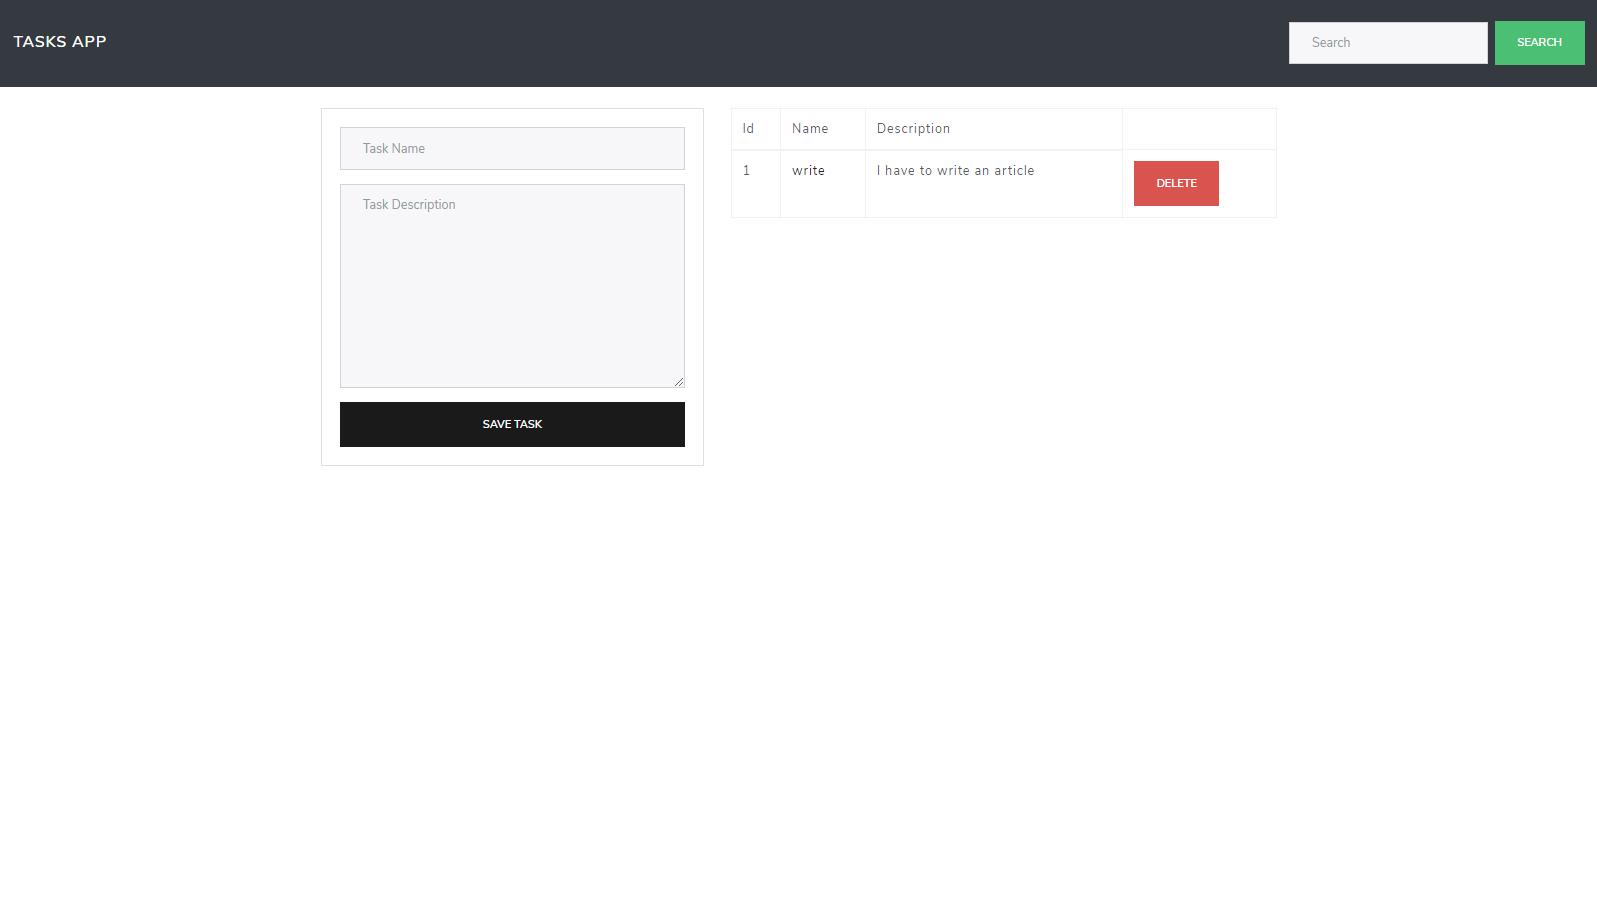 TASKS APP
Search
SEARCH
Task Name
Task Description
SAVE TASK
Id Name Description
1 write I have to write an article DELETE